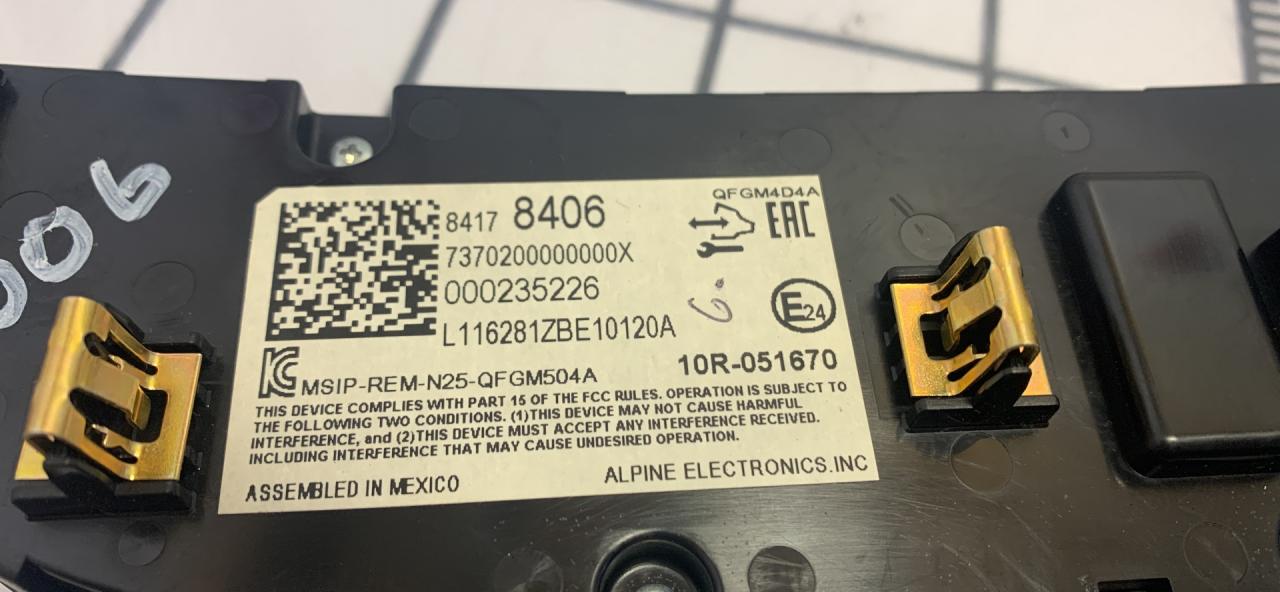 006
QFGM4D4A
8417 8406
EAC
7370200000000X
000235226
E24
L116281ZBE10120A
10R-051670
KC MSIP-REM-N25-QFGM504A
THIS DEVICE COMPLIES WITH PART 15 OF THE FCC RULES. OPERATION IS SUBJECT TO
THE FOLLOWING TWO CONDITIONS. (1)THIS DEVICE MAY NOT CAUSE HARMFUL
INTERFERENCE, and (2)THIS DEVICE MUST ACCEPT ANY INTERFERENCE RECEIVED.
INCLUDING INTERFERENCE THAT MAY CAUSE UNDESIRED OPERATION.
ASSEMBLED IN MEXICO
ALPINE ELECTRONICS.INC